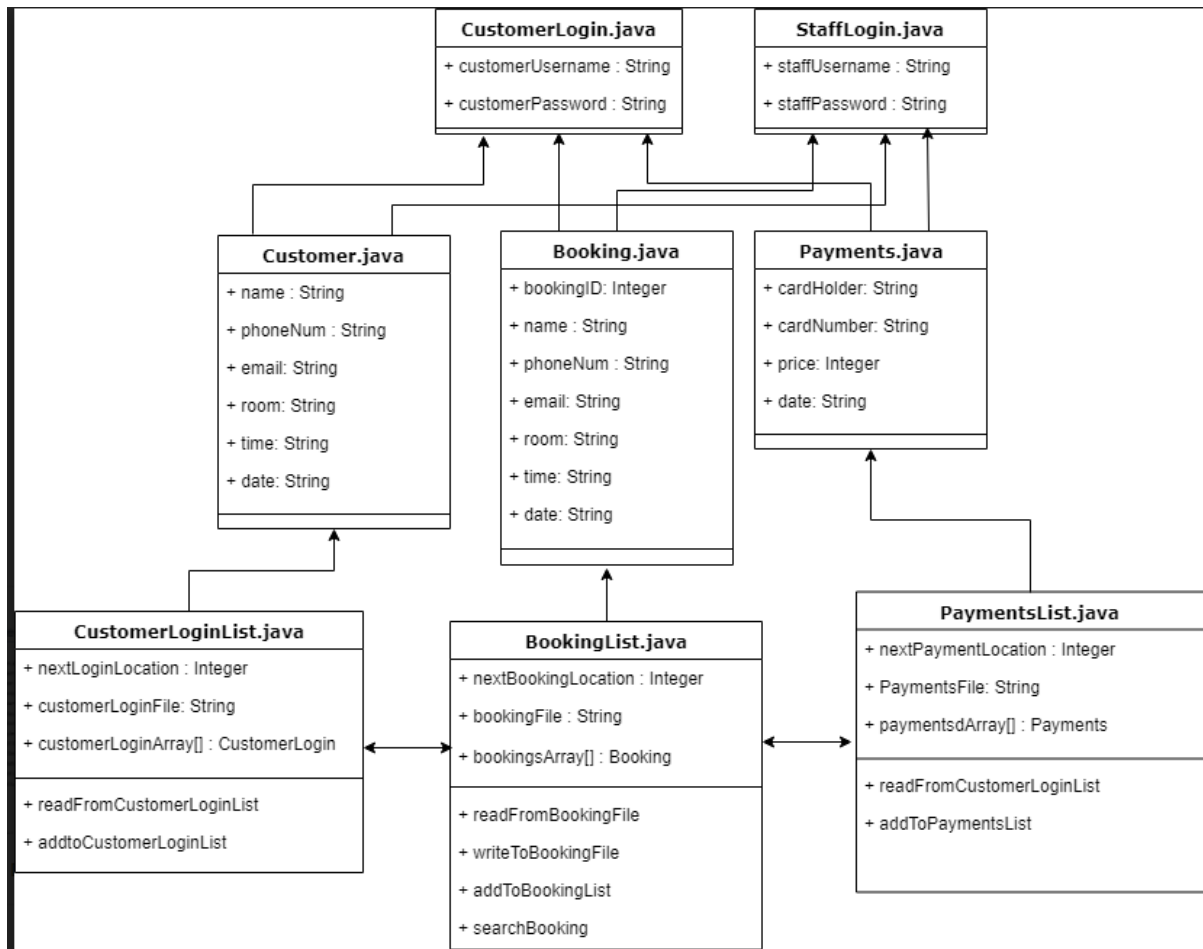 CustomerLogin.java
+ customerUsername : String
+ customerPassword : String
StaffLogin.java
+ staffUsername : String
+ staffPassword : String
Customer.java
+ name : String
+ phoneNum : String
+ email: String
+ room: String
+ time: String
+ date: String
Booking.java
+ bookingID: Integer
+ name : String
+ phoneNum : String
+ email: String
+ room: String
+ time: String
+ date: String
Payments.java
+ cardHolder: String
+ cardNumber: String
+ price: Integer
+ date: String
CustomerLoginList.java
+ nextLoginLocation : Integer
+ customerLoginFile: String
+ customerLoginArray[] : CustomerLogin
+ readFromCustomerLoginList
+ addtoCustomerLoginList
BookingList.java
+ nextBookingLocation : Integer
+ bookingFile : String
+ bookingsArray[] : Booking
+ readFromBookingFile
+ writeToBookingFile
+ addToBookingList
+ searchBooking
PaymentsList.java
+ nextPaymentLocation : Integer
+ PaymentsFile: String
+ paymentsdArray[] : Payments
+ readFromCustomerLoginList
+ addToPaymentsList